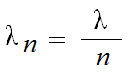 λₙ = λ / n